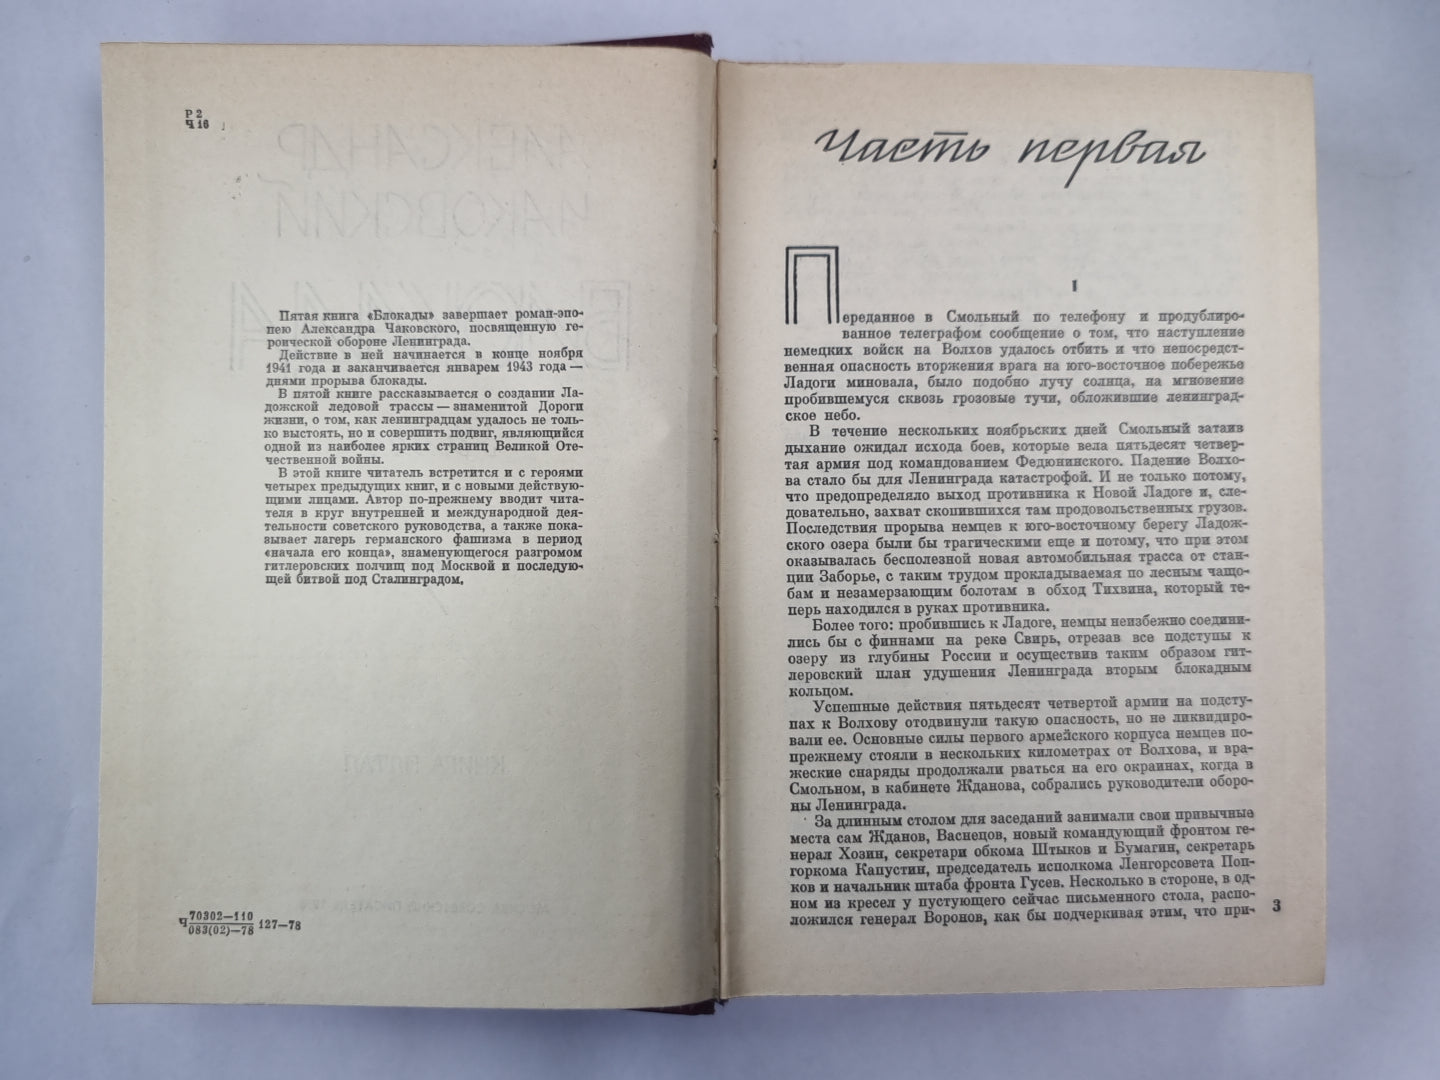 Р2
Ч16
Пятая книга «Блокады» завершает роман-эпо-
пею Александра Чаковского, посвященную ге-
роической обороне Ленинграда.
Действие в ней начинается в конце ноября
1941 года и заканчивается январем 1943 года —
днями прорыва блокады.
В пятой книге рассказывается о создании Ла-
дожской ледовой трассы — знаменитой Дороги
жизни, о том, как ленинградцам удалось не толь-
ко выстоять, но и совершить подвиг, являющийся
одной из наиболее ярких страниц Великой Оте-
чественной войны.
В этой книге читатель встретится и с героями
четырех предыдущих книг, и с новыми действую-
щими лицами. Автор по-прежнему вводит чита-
теля в круг внутренней и международной дея-
тельности советского руководства, а также пока-
зывает лагерь германского фашизма в период
«начала его конца», знаменующегося разгромом
гитлеровских полчищ под Москвой и последую-
щей битвой под Сталинградом.
Ч 70302—110
083(02)—78 127—78
Часть первая
1
Переданное в Смольный по телефону и продублиро-
ванное телеграфом сообщение о том, что наступление
немецких войск на Волхов удалось отбить и что непосредст-
венная опасность вторжения врага на юго-восточное побережье
Ладоги миновала, было подобно лучу солнца, на мгновение
пробившемуся сквозь грозовые тучи, обложившие ленинград-
ское небо.
В течение нескольких ноябрьских дней Смольный затаив
дыхание ожидал исхода боев, которые вела пятьдесят четвер-
тая армия под командованием Федюнинского. Падение Волхо-
ва стало бы для Ленинграда катастрофой. И не только потому,
что предопределяло выход противника к Новой Ладоге и, сле-
довательно, захват скопившихся там продовольственных грузов.
Последствия прорыва немцев к юго-восточному берегу Ладож-
ского озера были бы трагическими еще и потому, что при этом
оказывалась бесполезной новая автомобильная трасса от стан-
ции Заборье, с таким трудом прокладываемая по лесным чащо-
бам и незамерзающим болотам в обход Тихвина, который те-
перь находился в руках противника.
Более того: пробившись к Ладоге, немцы неизбежно соедини-
лись бы с финнами на реке Свирь, отрезав все подступы к
озеру из глубины России и осуществив таким образом гит-
леровский план удушения Ленинграда вторым блокадным
кольцом.
Успешные действия пятьдесят четвертой армии на подсту-
пах к Волхову отодвинули такую опасность, но не ликвидиро-
вали ее. Основные силы первого армейского корпуса немцев по-
прежнему стояли в нескольких километрах от Волхова, и вра-
жеские снаряды продолжали рваться на его окраинах, когда в
Смольном, в кабинете Жданова, собрались руководители оборо-
ны Ленинграда.
За длинным столом для заседаний занимали свои привычные
места сам Жданов, Васнецов, новый командующий фронтом ге-
нерал Хозин, секретари обкома Штыков и Бумагин, секретарь
горкома Капустин, председатель исполкома Ленгорсовета Поп-
ков и начальник штаба фронта Гусев. Несколько в стороне, в од-
ном из кресел у пустующего сейчас письменного стола, распо-
ложился генерал Воронов, как бы подчеркивая этим, что при-
3